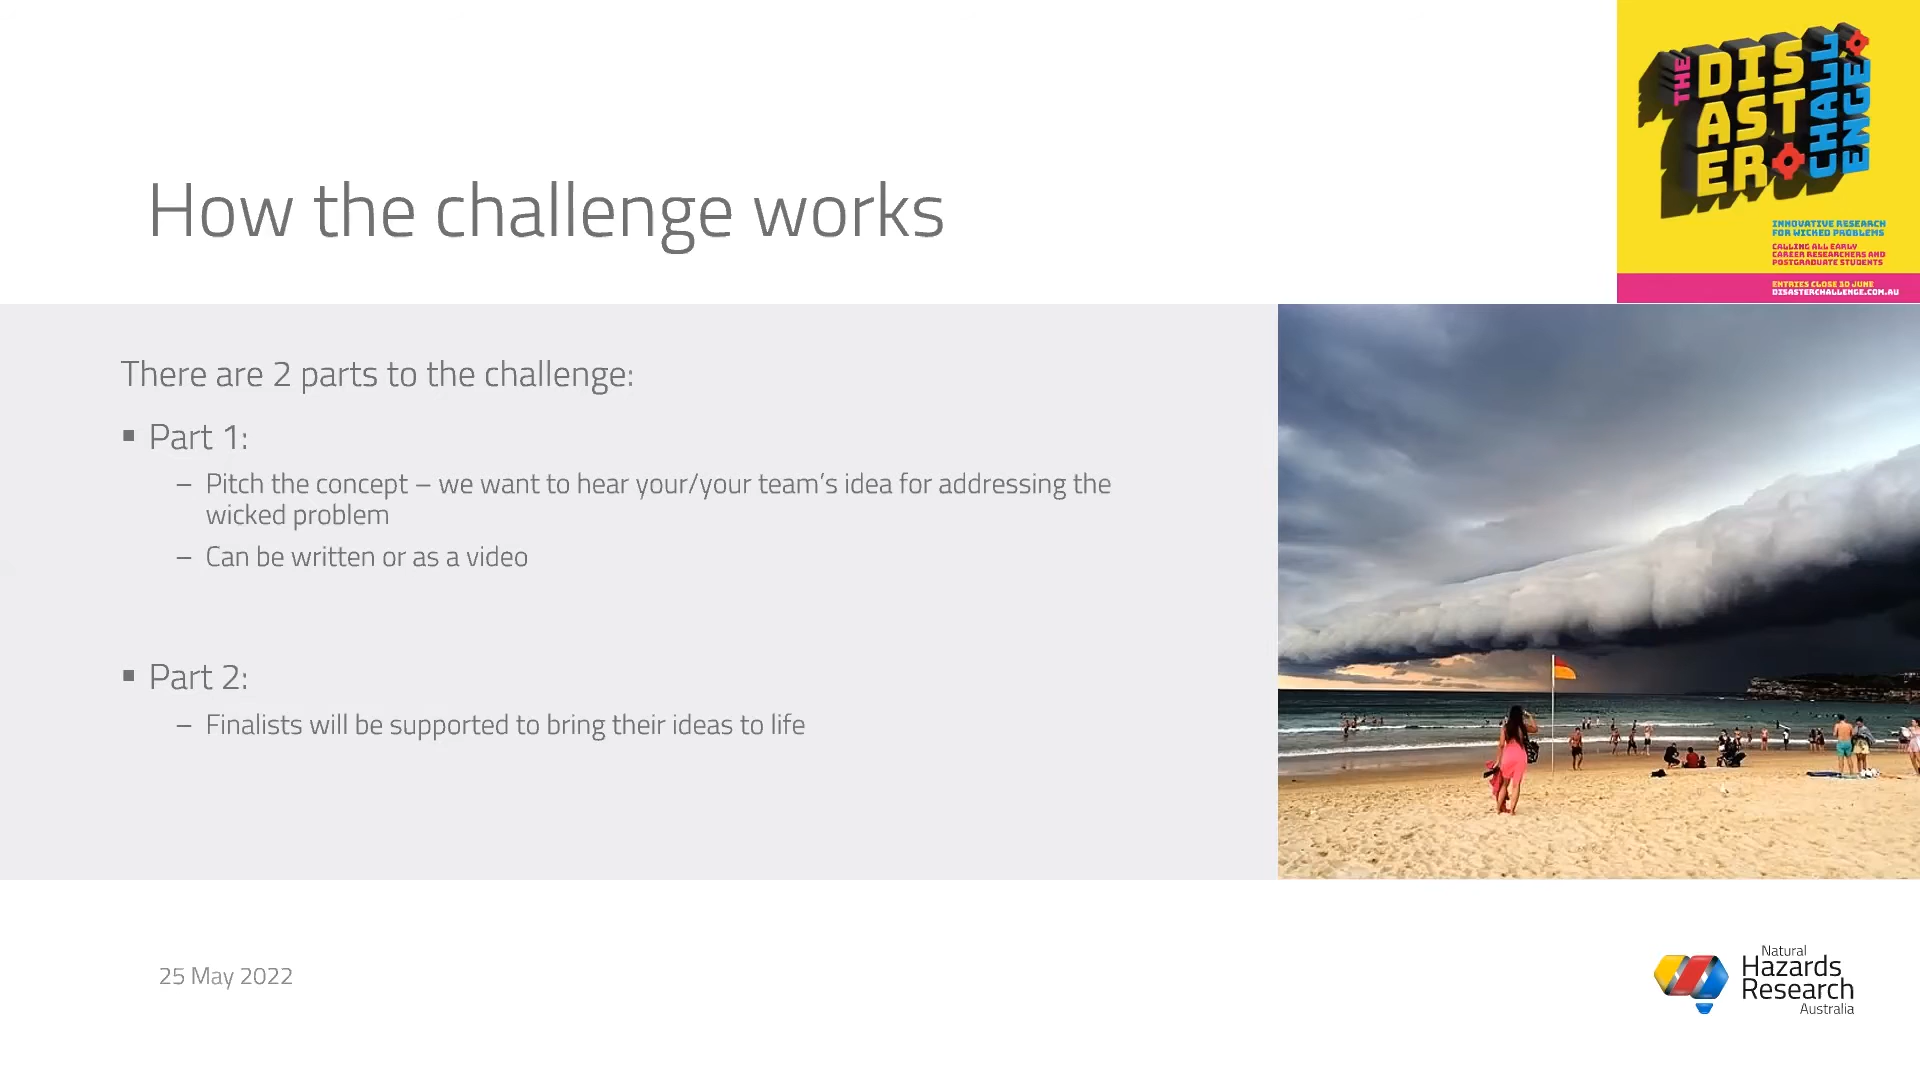 How the challenge works
THE
DIS
AST
ER
CHALL
ENGE
INNOVATIVE RESEARCH
FOR WICKED PROBLEMS
CALLING ALL EARLY
CAREER RESEARCHERS AND
POSTGRADUATE STUDENTS
ENTRIES CLOSE 30 JUNE
DISASTERCHALLENGE.COM.AU
There are 2 parts to the challenge:
▪ Part 1:
– Pitch the concept – we want to hear your/your team’s idea for addressing the
wicked problem
– Can be written or as a video
▪ Part 2:
– Finalists will be supported to bring their ideas to life
25 May 2022
Natural
Hazards
Research
Australia